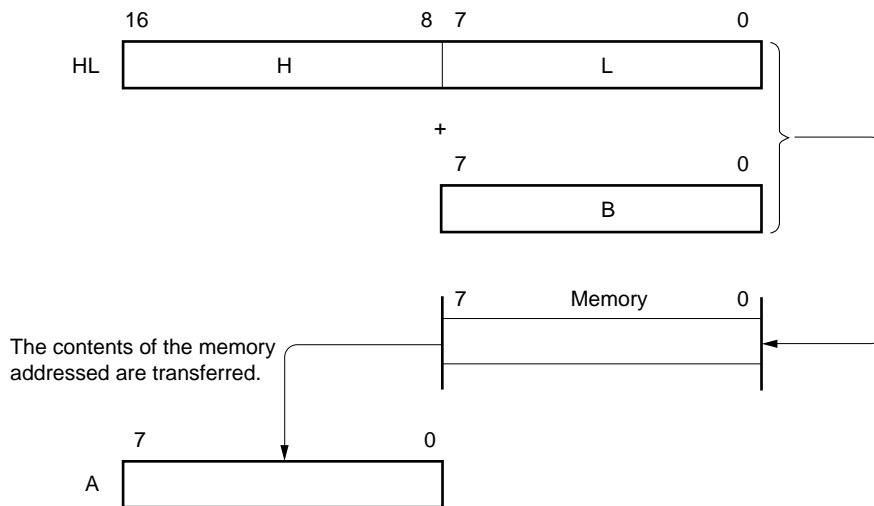 16 8 7 0
HL H L
+
7 0
B
7 Memory 0
The contents of the memory
addressed are transferred.
7 0
A